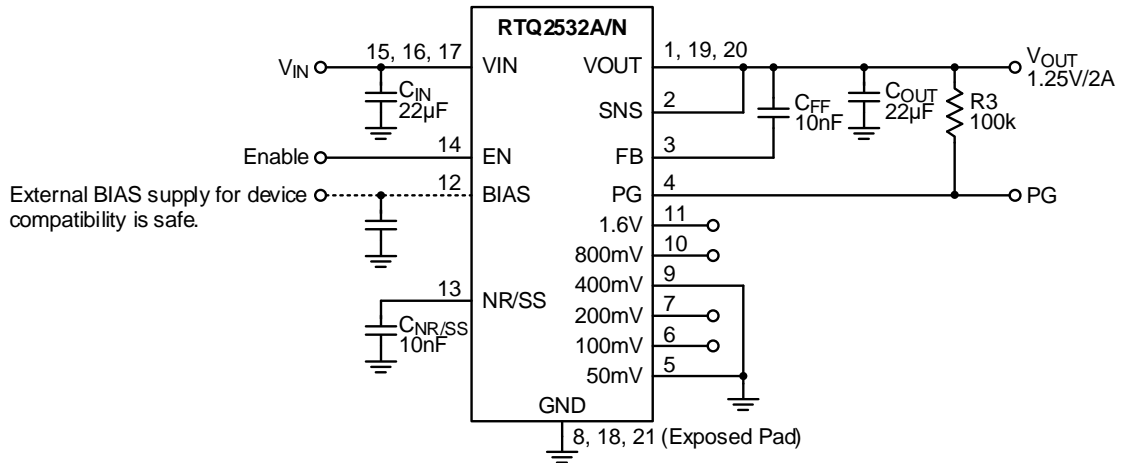 RTQ2532A/N
15, 16, 17
VIN
VIN
CIN
22µF
Enable
14
EN
External BIAS supply for device
compatibility is safe.
12
BIAS
13
NR/SS
CNR/SS
10nF
VOUT
1, 19, 20
SNS
2
FB
3
PG
4
1.6V
11
800mV
10
400mV
9
200mV
7
100mV
6
50mV
5
GND
8, 18, 21 (Exposed Pad)
CFF
10nF
COUT
22µF
R3
100k
VOUT
1.25V/2A
PG